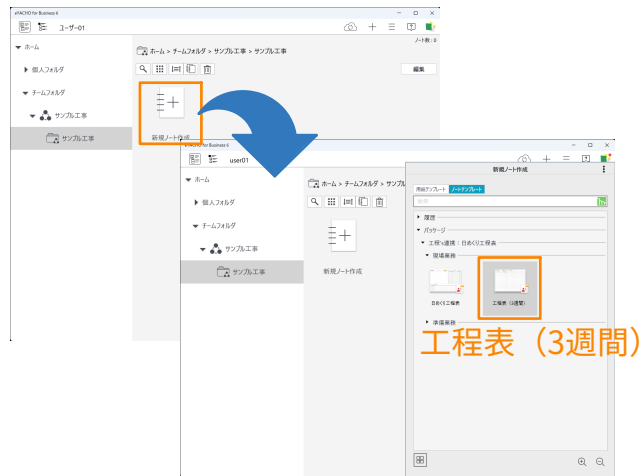 eYACHO for Business 6
ユーザー01
ノート数：0
ホーム
個人フォルダ
チームフォルダ
サンプル工事
サンプル工事
ホーム > チームフォルダ > サンプル工事 > サンプル工事
編集
新規ノート作成
eYACHO for Business 6
user01
ホーム
個人フォルダ
チームフォルダ
サンプル工事
サンプル工事
ホーム > チームフォルダ > サンプル
新規ノート作成
新規ノート作成
用紙テンプレート ノートテンプレート
検索
履歴
パッケージ
工程's連携：日めくり工程表
現場業務
日めくり工程表
工程表（3週間）
準備業務
工程表（3週間）